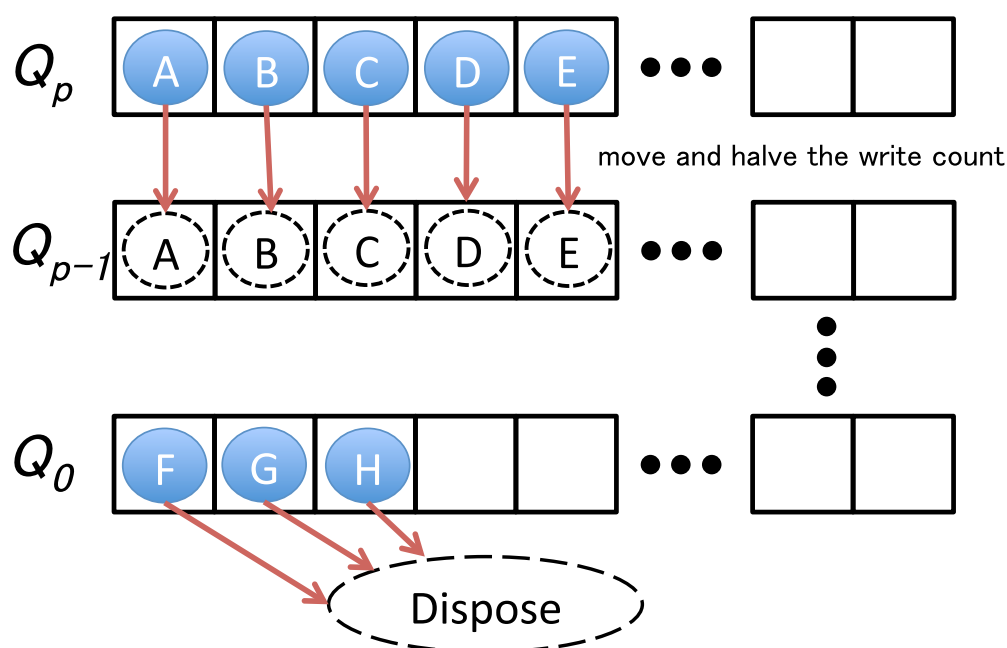 Qp A B C D E
move and halve the write count
Qp-1 A B C D E
Q0 F G H
Dispose